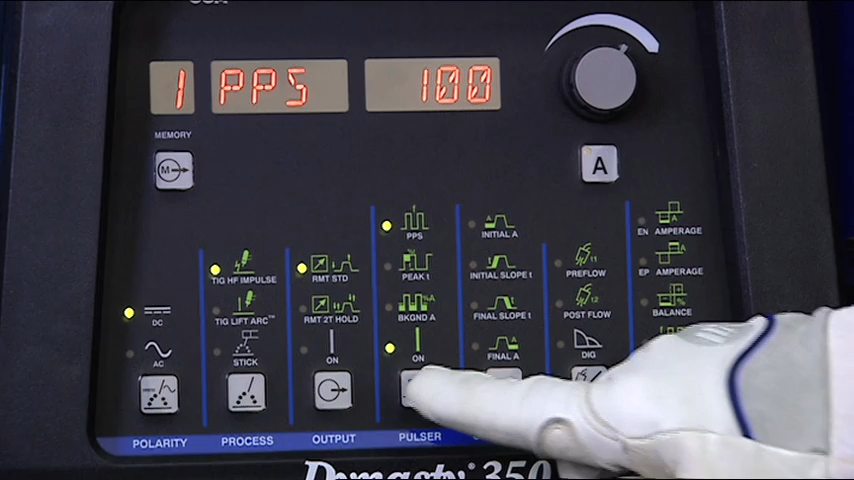 1 PPS 100
MEMORY
M
A
PPS
INITIAL A
EN AMPERAGE
TIG HF IMPULSE
RMT STD
PEAK t
INITIAL SLOPE t
PREFLOW
EP AMPERAGE
DC
TIG LIFT ARC™
RMT 2T HOLD
BKGND A
FINAL SLOPE t
POST FLOW
BALANCE
AC
STICK
ON
ON
FINAL A
DIG
POLARITY
PROCESS
OUTPUT
PULSER
350